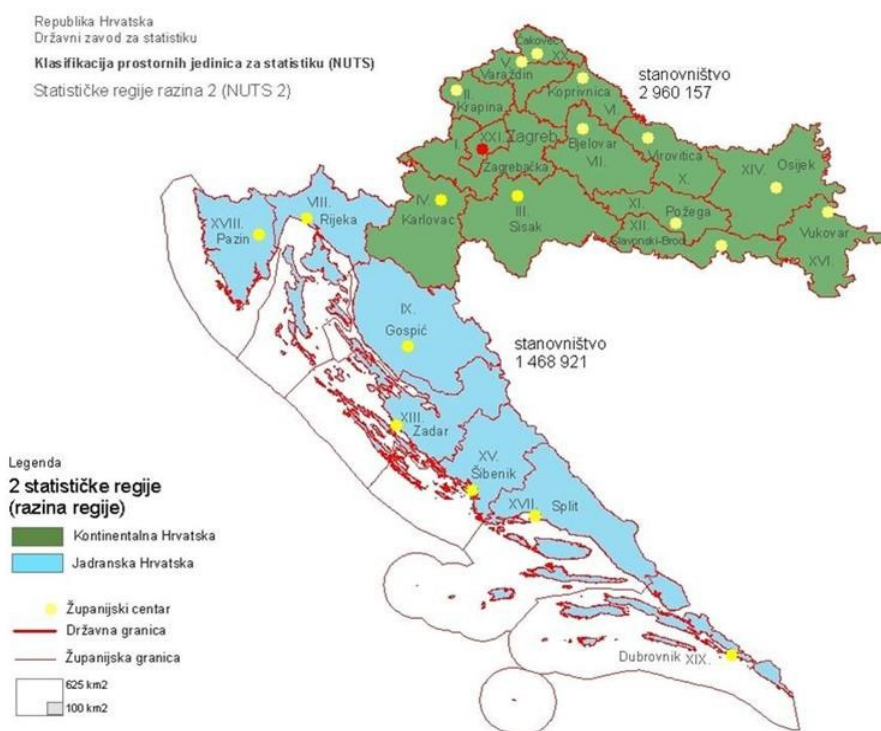 Republika Hrvatska
Državni zavod za statistiku
Klasifikacija prostornih jedinica za statistiku (NUTS)
Statističke regije razina 2 (NUTS 2)
stanovništvo
2 960 157
Čakovec
XX.
V.
Varaždin
II.
Krapina
Koprivnica
VI.
I.
XXI. Zagreb
Zagrebačka
Bjelovar
VII.
Virovitica
X.
XIV.
Osijek
IV.
Karlovac
III.
Sisak
XI.
Požega
XII.
Slavonski-Brod
Vukovar
XVI.
VIII.
Rijeka
XVIII.
Pazin
IX.
Gospić
stanovništvo
1 468 921
XIII.
Zadar
XV.
Šibenik
XVII.
Split
Dubrovnik XIX.
Legenda
2 statističke regije
(razina regije)
Kontinentalna Hrvatska
Jadranska Hrvatska
Županijski centar
Državna granica
Županijska granica
625 km2
100 km2